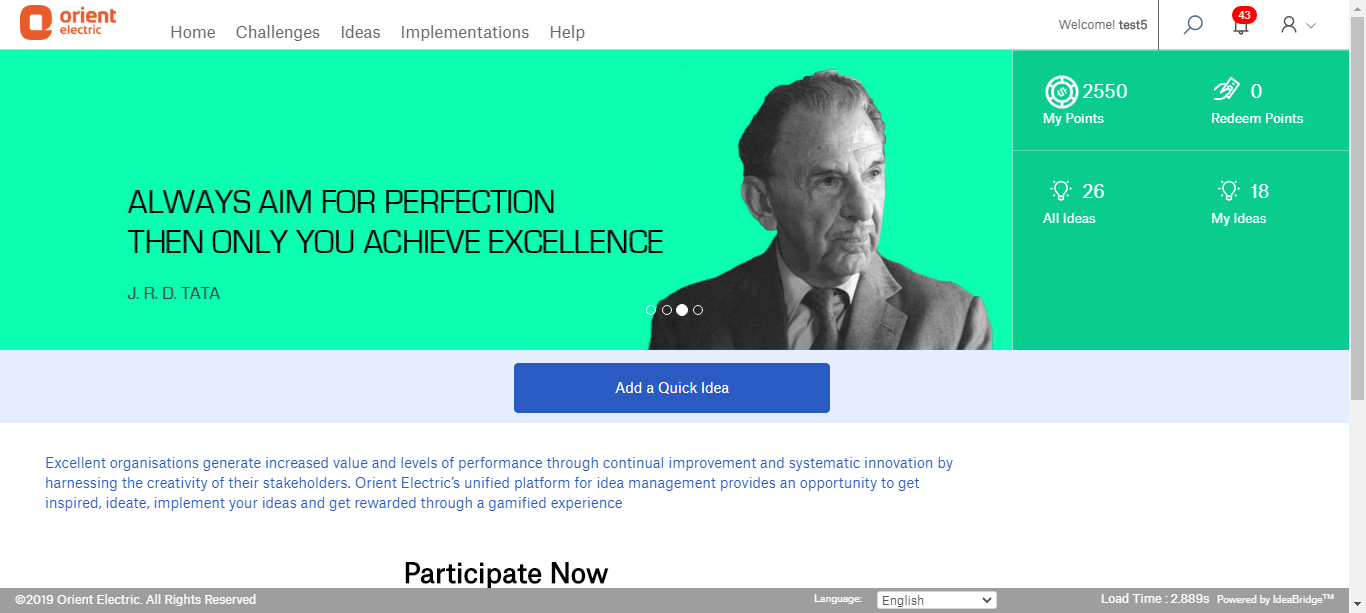 orient
electric
Home Challenges Ideas Implementations Help
Welcome! test5
43
2550
My Points
0
Redeem Points
ALWAYS AIM FOR PERFECTION
THEN ONLY YOU ACHIEVE EXCELLENCE
J. R. D. TATA
26
All Ideas
18
My Ideas
Add a Quick Idea
Excellent organisations generate increased value and levels of performance through continual improvement and systematic innovation by
harnessing the creativity of their stakeholders. Orient Electric’s unified platform for idea management provides an opportunity to get
inspired, ideate, implement your ideas and get rewarded through a gamified experience
Participate Now
©2019 Orient Electric. All Rights Reserved
Language: English
Load Time : 2.889s Powered by IdeaBridge™